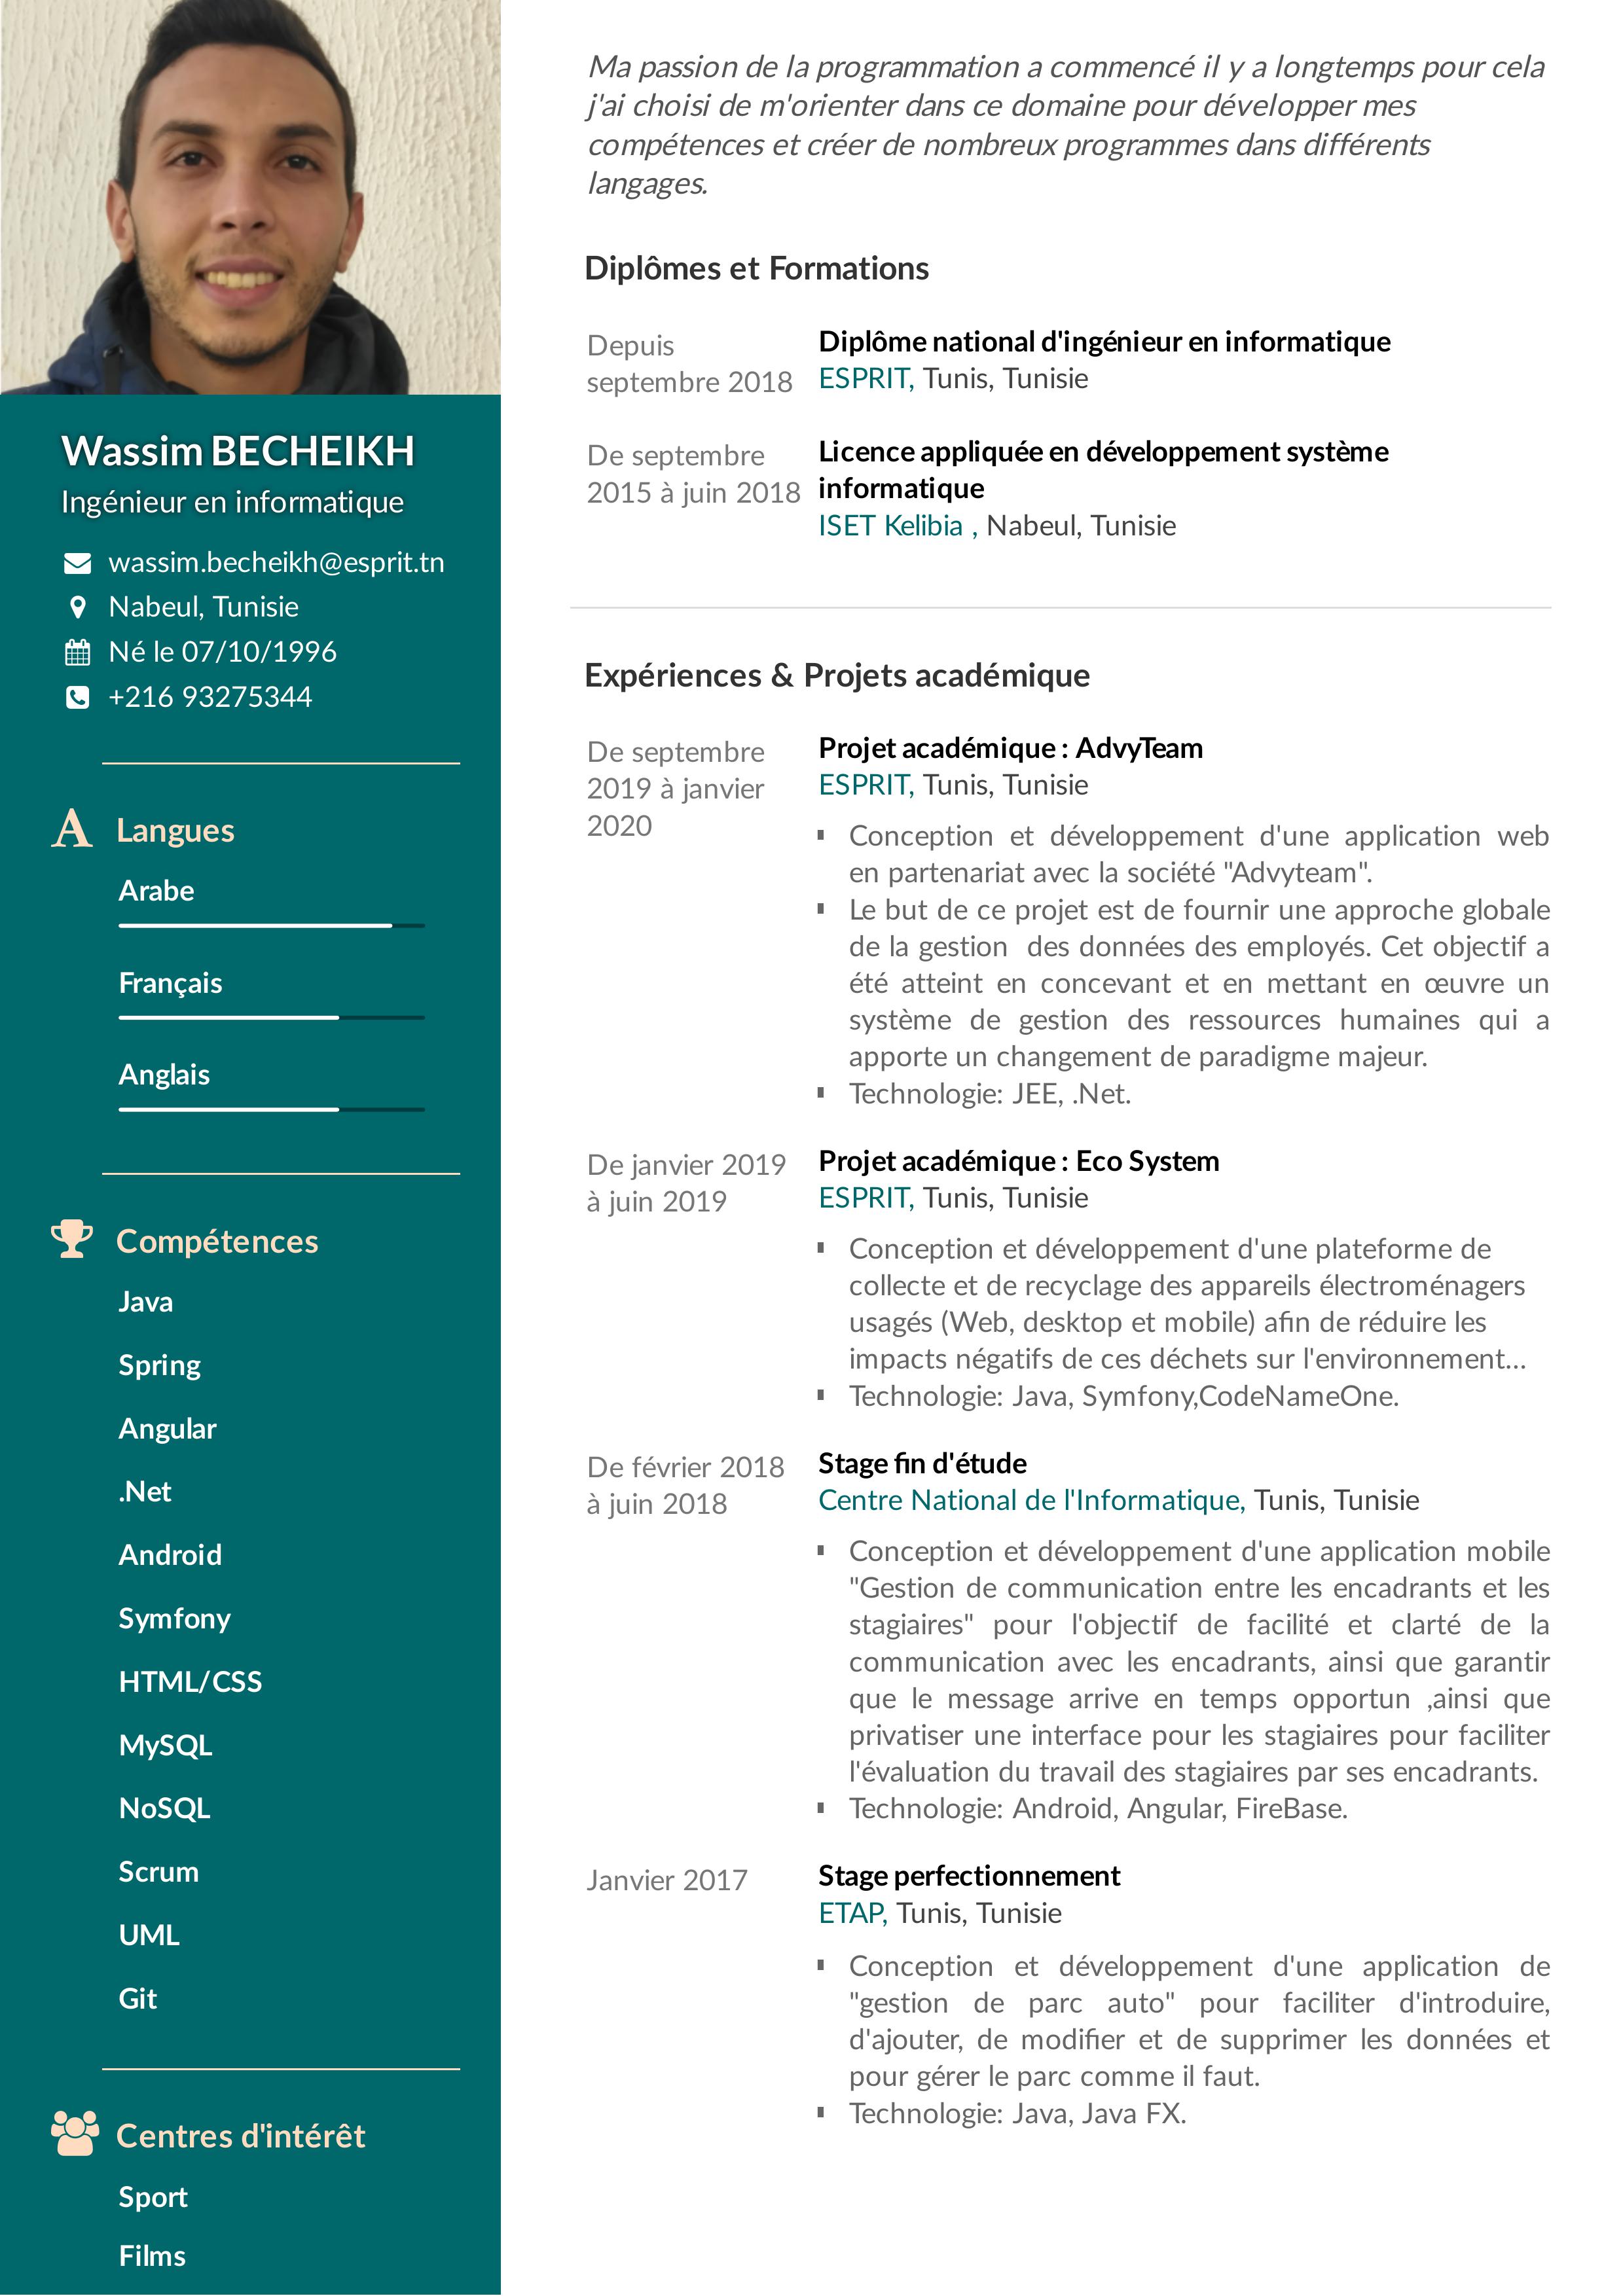 Wassim BECHEIKH
Ingénieur en informatique
wassim.becheikh@esprit.tn
Nabeul, Tunisie
Né le 07/10/1996
+216 93275344
Langues
Arabe
Français
Anglais
Compétences
Java
Spring
Angular
.Net
Android
Symfony
HTML/CSS
MySQL
NoSQL
Scrum
UML
Git
Centres d'intérêt
Sport
Films
Ma passion de la programmation a commencé il y a longtemps pour cela
j'ai choisi de m'orienter dans ce domaine pour développer mes
compétences et créer de nombreux programmes dans différents
langages.
Diplômes et Formations
Depuis
septembre 2018
Diplôme national d'ingénieur en informatique
ESPRIT, Tunis, Tunisie
De septembre
2015 à juin 2018
Licence appliquée en développement système
informatique
ISET Kelibia , Nabeul, Tunisie
Expériences & Projets académique
De septembre
2019 à janvier
2020
Projet académique : AdvyTeam
ESPRIT, Tunis, Tunisie
Conception et développement d'une application web
en partenariat avec la société "Advyteam".
Le but de ce projet est de fournir une approche globale
de la gestion des données des employés. Cet objectif a
été atteint en concevant et en mettant en œuvre un
système de gestion des ressources humaines qui a
apporte un changement de paradigme majeur.
Technologie: JEE, .Net.
De janvier 2019
à juin 2019
Projet académique : Eco System
ESPRIT, Tunis, Tunisie
Conception et développement d'une plateforme de
collecte et de recyclage des appareils électroménagers
usagés (Web, desktop et mobile) afin de réduire les
impacts négatifs de ces déchets sur l'environnement...
Technologie: Java, Symfony,CodeNameOne.
De février 2018
à juin 2018
Stage fin d'étude
Centre National de l'Informatique, Tunis, Tunisie
Conception et développement d'une application mobile
"Gestion de communication entre les encadrants et les
stagiaires" pour l'objectif de facilité et clarté de la
communication avec les encadrants, ainsi que garantir
que le message arrive en temps opportun ,ainsi que
privatiser une interface pour les stagiaires pour faciliter
l'évaluation du travail des stagiaires par ses encadrants.
Technologie: Android, Angular, FireBase.
Janvier 2017
Stage perfectionnement
ETAP, Tunis, Tunisie
Conception et développement d'une application de
"gestion de parc auto" pour faciliter d'introduire,
d'ajouter, de modifier et de supprimer les données et
pour gérer le parc comme il faut.
Technologie: Java, Java FX.